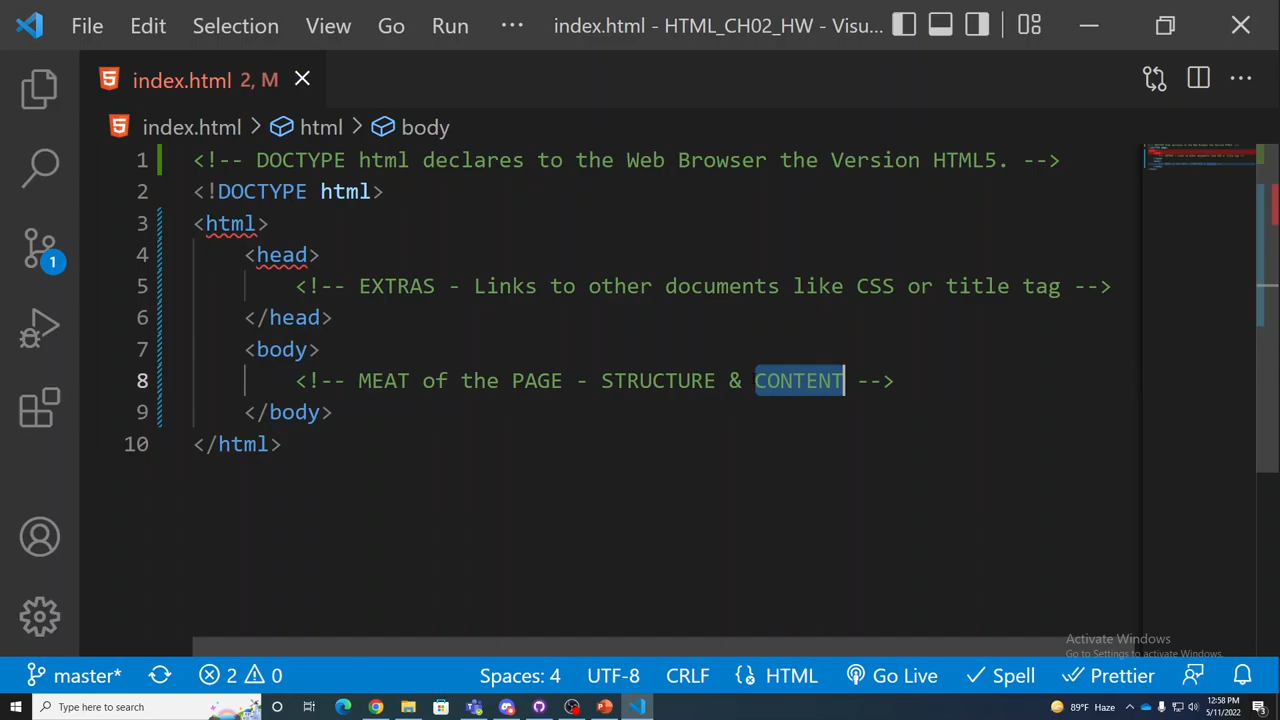 File Edit Selection View Go Run ··· index.html - HTML_CH02_HW - Visu...
index.html 2, M
index.html > html > body
1 <!-- DOCTYPE html declares to the Web Browser the Version HTML5. -->
2 <!DOCTYPE html>
3 <html>
4 <head>
5 <!-- EXTRAS - Links to other documents like CSS or title tag -->
6 </head>
7 <body>
8 <!-- MEAT of the PAGE - STRUCTURE & CONTENT -->
9 </body>
10 </html>
1
Activate Windows
Go to Settings to activate Windows.
master* 2 0 Spaces: 4 UTF-8 CRLF HTML Go Live Spell Prettier
Type here to search
89°F Haze
12:58 PM
5/11/2022